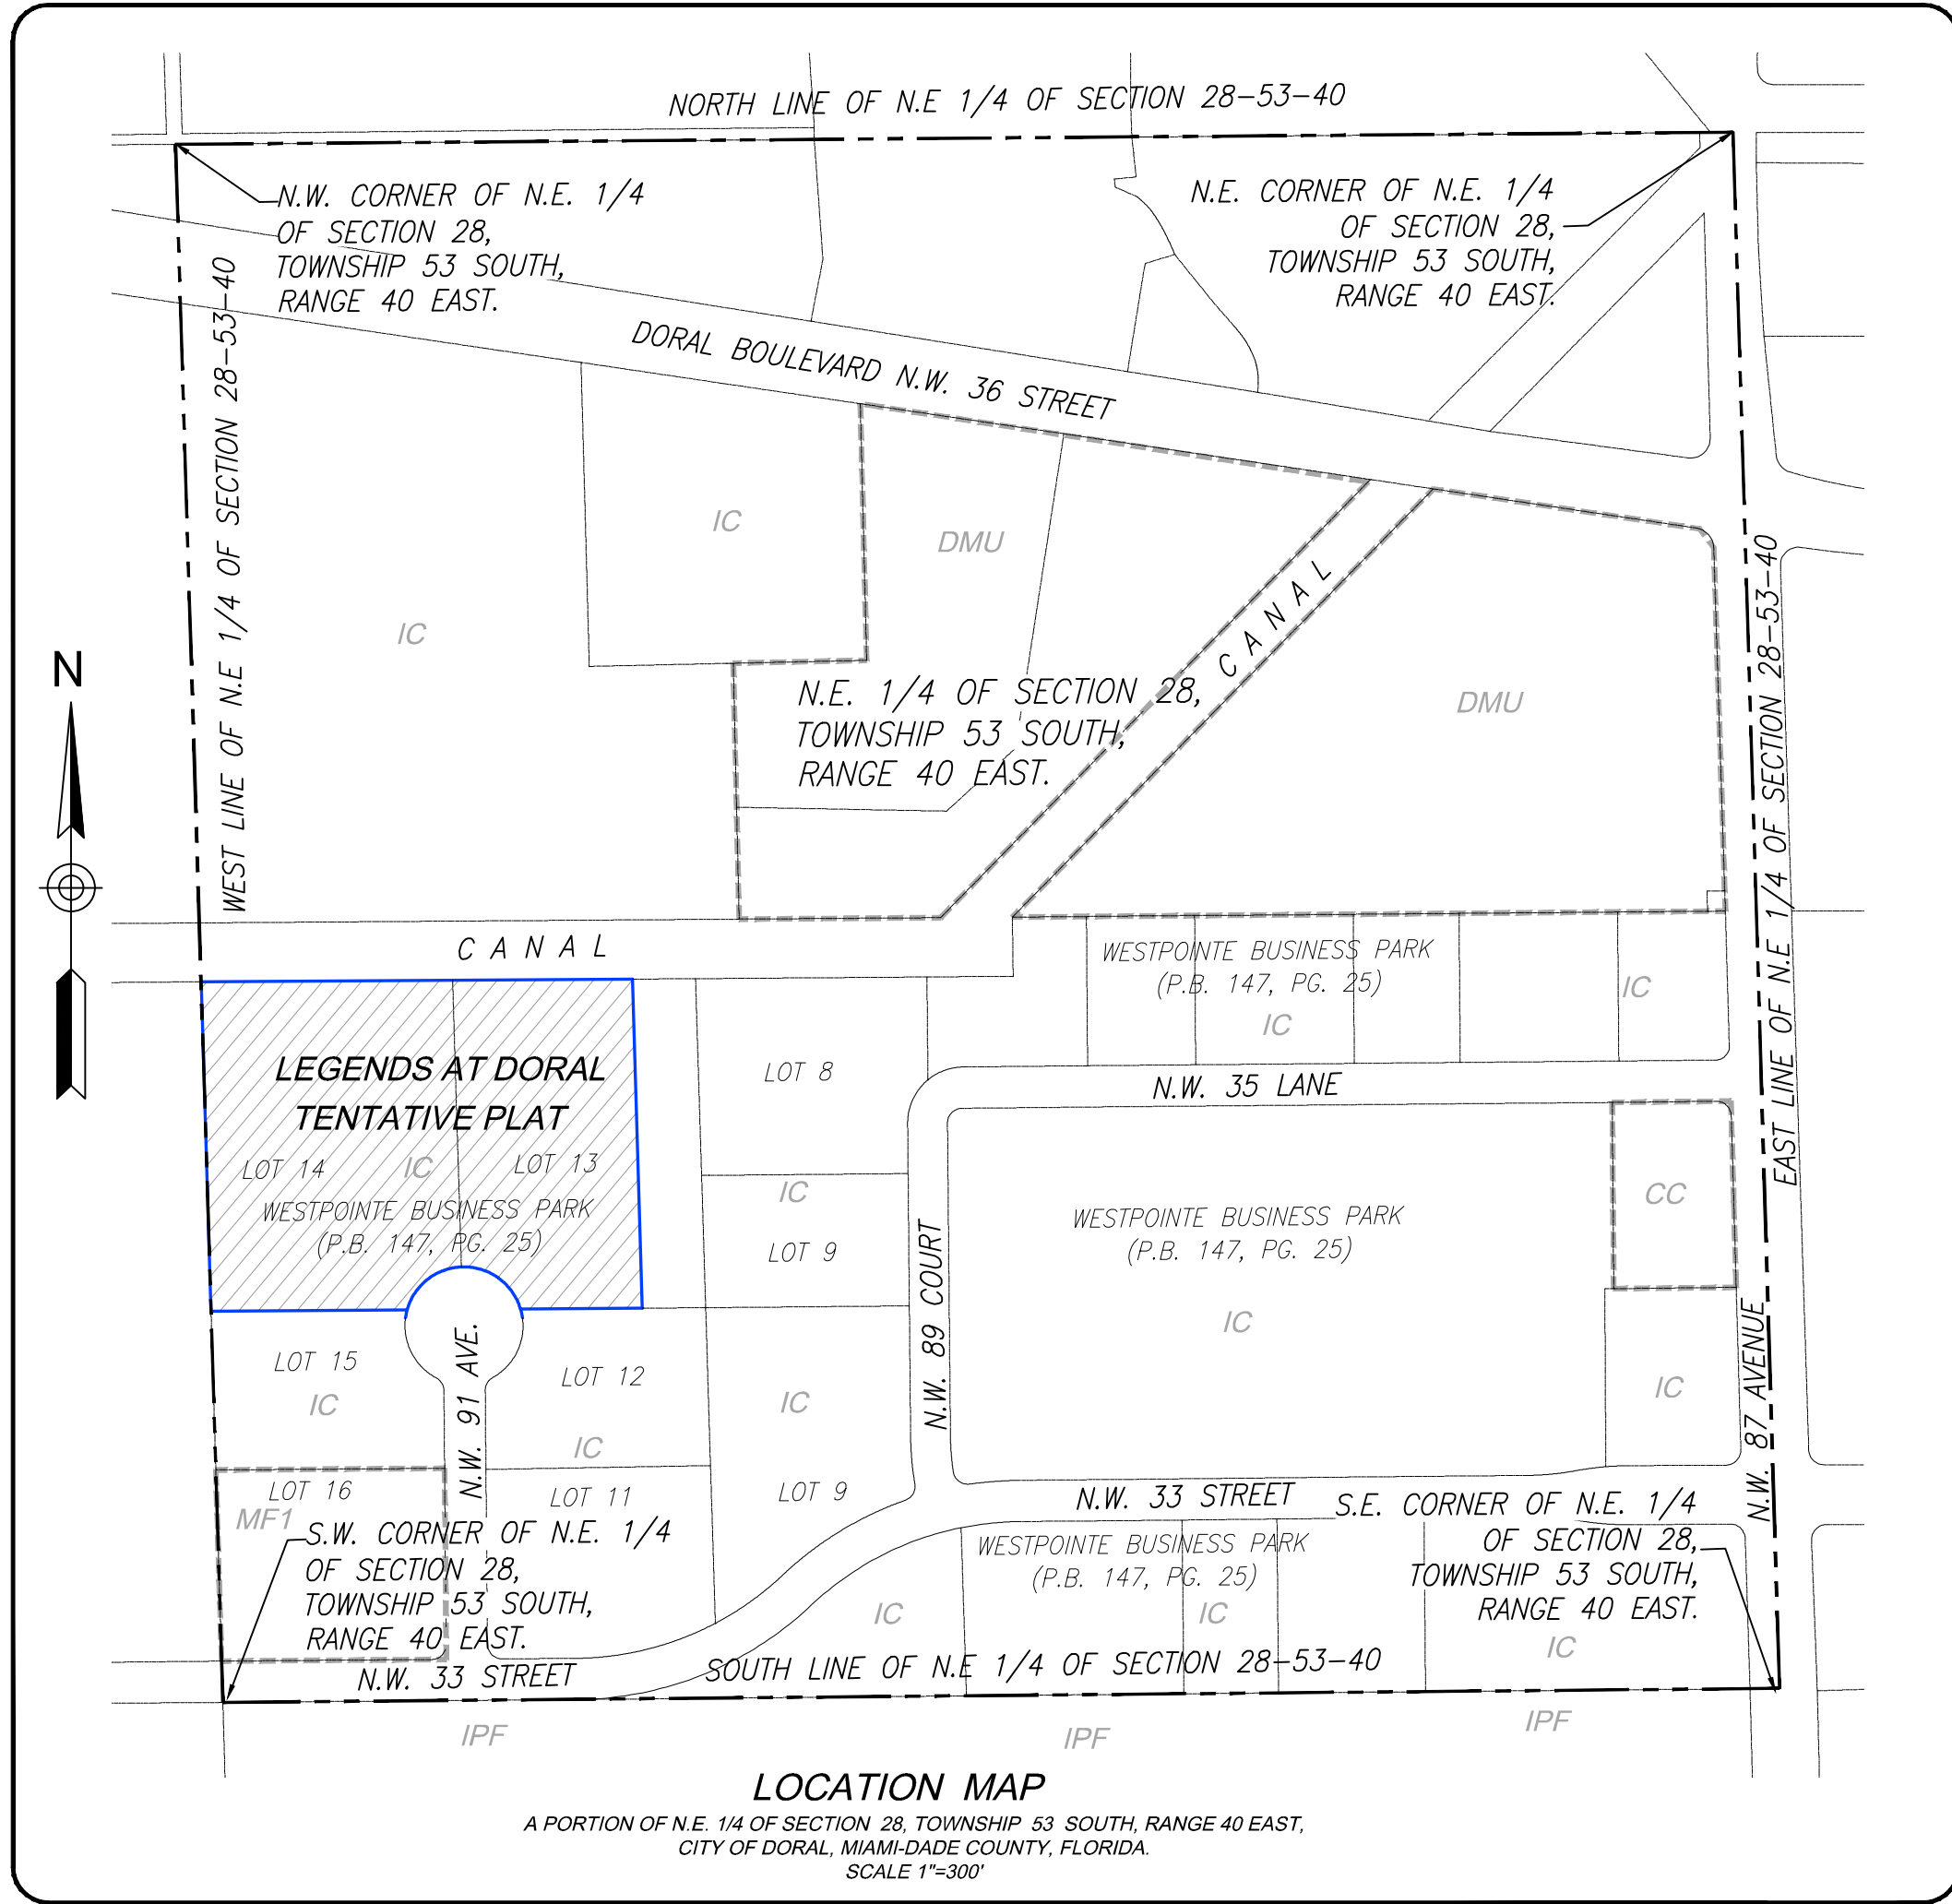 NORTH LINE OF N.E 1/4 OF SECTION 28-53-40
N.W. CORNER OF N.E. 1/4
OF SECTION 28,
TOWNSHIP 53 SOUTH,
RANGE 40 EAST.
N.E. CORNER OF N.E. 1/4
OF SECTION 28,
TOWNSHIP 53 SOUTH,
RANGE 40 EAST.
WEST LINE OF N.E 1/4 OF SECTION 28-53-40
DORAL BOULEVARD N.W. 36 STREET
IC
DMU
IC
N
CANAL
N.E. 1/4 OF SECTION 28,
TOWNSHIP 53 SOUTH,
RANGE 40 EAST.
DMU
EAST LINE OF N.E 1/4 OF SECTION 28-53-40
CANAL
WESTPOINTE BUSINESS PARK
(P.B. 147, PG. 25)
IC
IC
LEGENDS AT DORAL
TENTATIVE PLAT
LOT 14
IC
LOT 13
WESTPOINTE BUSINESS PARK
(P.B. 147, PG. 25)
LOT 8
N.W. 35 LANE
IC
LOT 9
N.W. 89 COURT
WESTPOINTE BUSINESS PARK
(P.B. 147, PG. 25)
IC
CC
IC
N.W. 87 AVENUE
LOT 15
IC
N.W. 91 AVE.
LOT 12
IC
IC
LOT 9
LOT 16
MF1
LOT 11
N.W. 33 STREET
S.W. CORNER OF N.E. 1/4
OF SECTION 28,
TOWNSHIP 53 SOUTH,
RANGE 40 EAST.
WESTPOINTE BUSINESS PARK
(P.B. 147, PG. 25)
IC
IC
S.E. CORNER OF N.E. 1/4
OF SECTION 28,
TOWNSHIP 53 SOUTH,
RANGE 40 EAST.
IC
N.W. 33 STREET
SOUTH LINE OF N.E 1/4 OF SECTION 28-53-40
IPF
IPF
IPF
LOCATION MAP
A PORTION OF N.E. 1/4 OF SECTION 28, TOWNSHIP 53 SOUTH, RANGE 40 EAST,
CITY OF DORAL, MIAMI-DADE COUNTY, FLORIDA.
SCALE 1"=300'